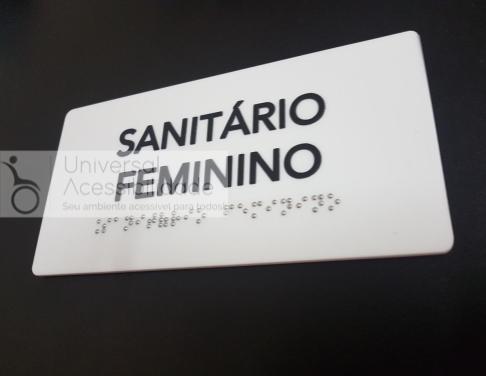 SANITÁRIO
FEMININO
Universal
Acessibilidade
Seu ambiente acessível para todos!